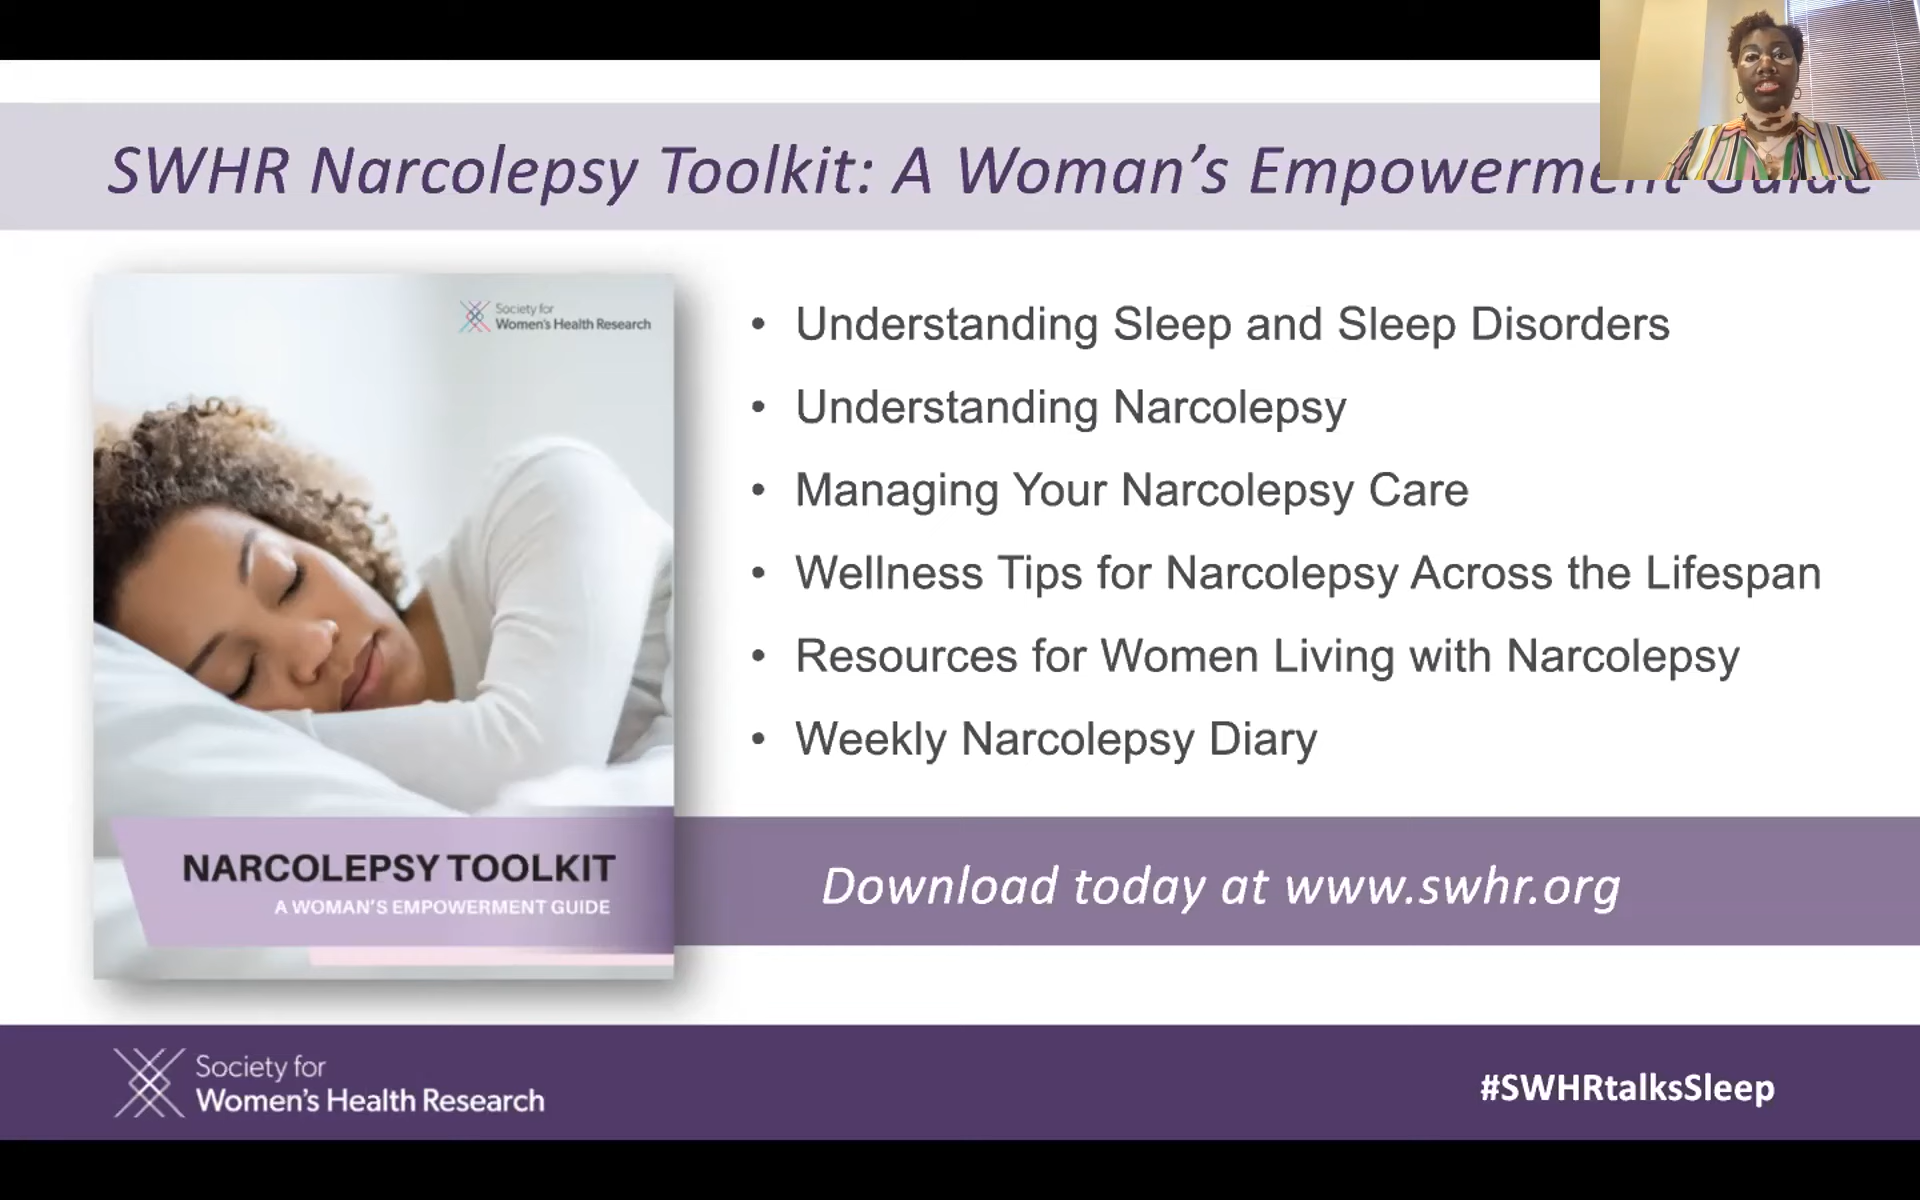 SWHR Narcolepsy Toolkit: A Woman's Empowerment Guide
Society for
Women's Health Research
NARCOLEPSY TOOLKIT
A WOMAN'S EMPOWERMENT GUIDE
• Understanding Sleep and Sleep Disorders
• Understanding Narcolepsy
• Managing Your Narcolepsy Care
• Wellness Tips for Narcolepsy Across the Lifespan
• Resources for Women Living with Narcolepsy
• Weekly Narcolepsy Diary
Download today at www.swhr.org
Society for
Women's Health Research
#SWHRtalksSleep